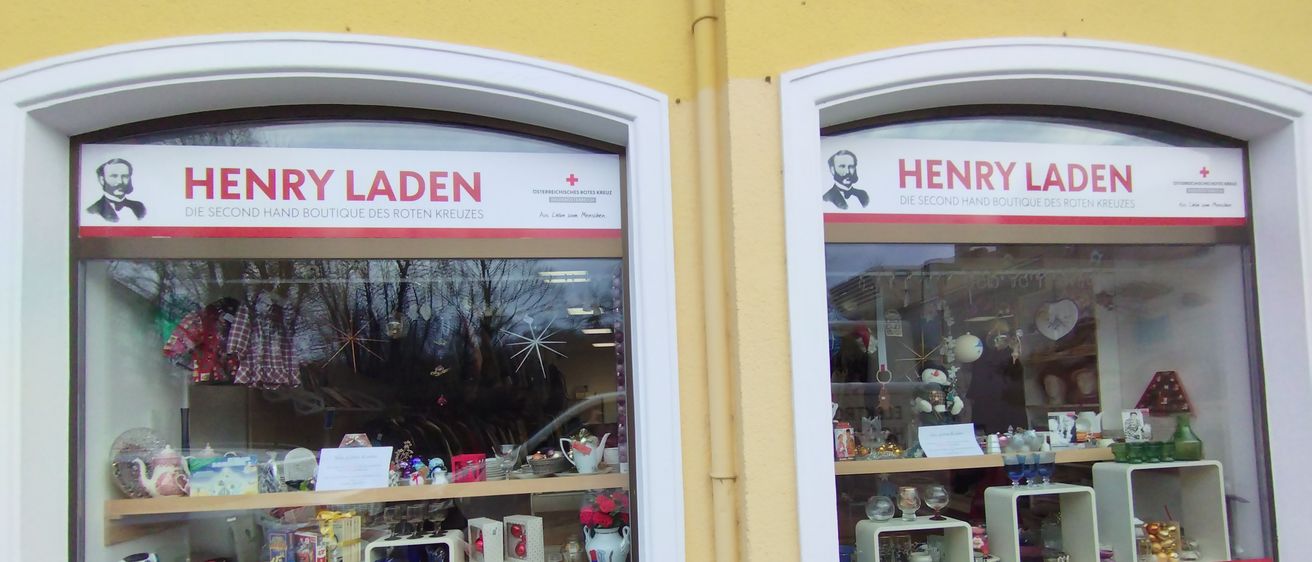 HENRY LADEN
DIE SECOND HAND BOUTIQUE DES ROTEN KREUZES
ÖSTERREICHISCHES ROTES KREUZ
Aus Liebe zum Menschen.
HENRY LADEN
DIE SECOND HAND BOUTIQUE DES ROTEN KREUZES
ÖSTERREICHISCHES ROTES KREUZ
Aus Liebe zum Menschen.